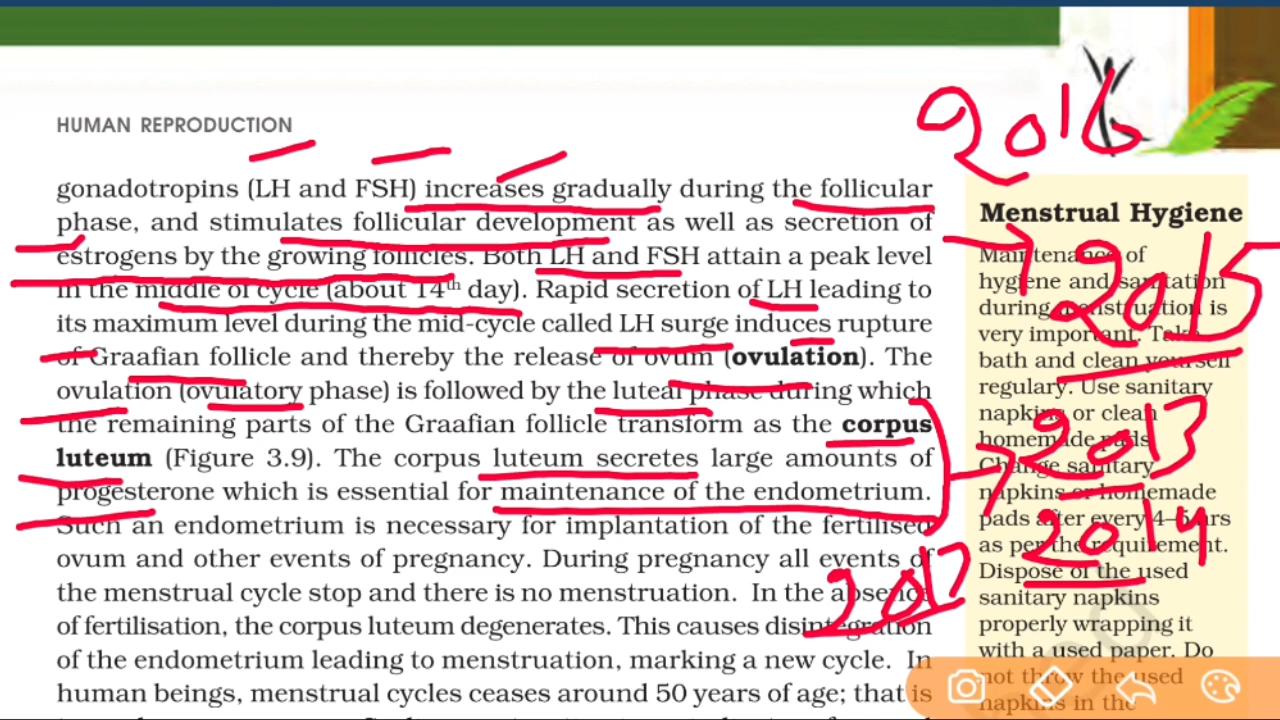 2016
HUMAN REPRODUCTION
gonadotropins (LH and FSH) increases gradually during the follicular
phase, and stimulates follicular development as well as secretion of
estrogens by the growing follicles. Both LH and FSH attain a peak level
in the middle of cycle (about 14th day). Rapid secretion of LH leading to
its maximum level during the mid-cycle called LH surge induces rupture
of Graafian follicle and thereby the release of ovum (ovulation). The
ovulation (ovulatory phase) is followed by the luteal phase during which
the remaining parts of the Graafian follicle transform as the corpus
luteum (Figure 3.9). The corpus luteum secretes large amounts of
progesterone which is essential for maintenance of the endometrium.
Such an endometrium is necessary for implantation of the fertilised
ovum and other events of pregnancy. During pregnancy all events of
the menstrual cycle stop and there is no menstruation. In the absence
of fertilisation, the corpus luteum degenerates. This causes disintegration
of the endometrium leading to menstruation, marking a new cycle. In
human beings, menstrual cycles ceases around 50 years of age; that is
Menstrual Hygiene
Maintenance of
hygiene and sanitation
during menstruation is
very important. Take
bath and clean yourself
regulary. Use sanitary
napkins or clean
homemade pads.
Change sanitary
napkins or homemade
pads after every 4–5 hrs
as per the requirement.
Dispose of the used
sanitary napkins
properly wrapping it
with a used paper. Do
not throw the used
napkins in the
2015
2013
2014
2017